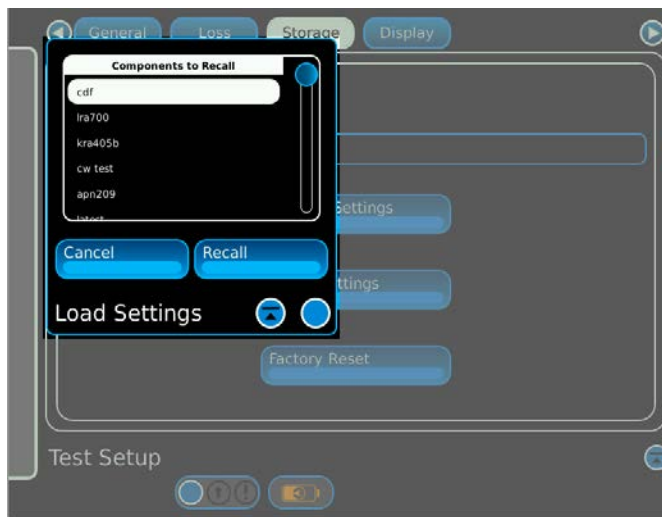 General Loss Storage Display
Components to Recall
cdf
lra700
kra405b
cw test
apn209
latest
Settings
Cancel Recall
ttings
Load Settings
Factory Reset
Test Setup